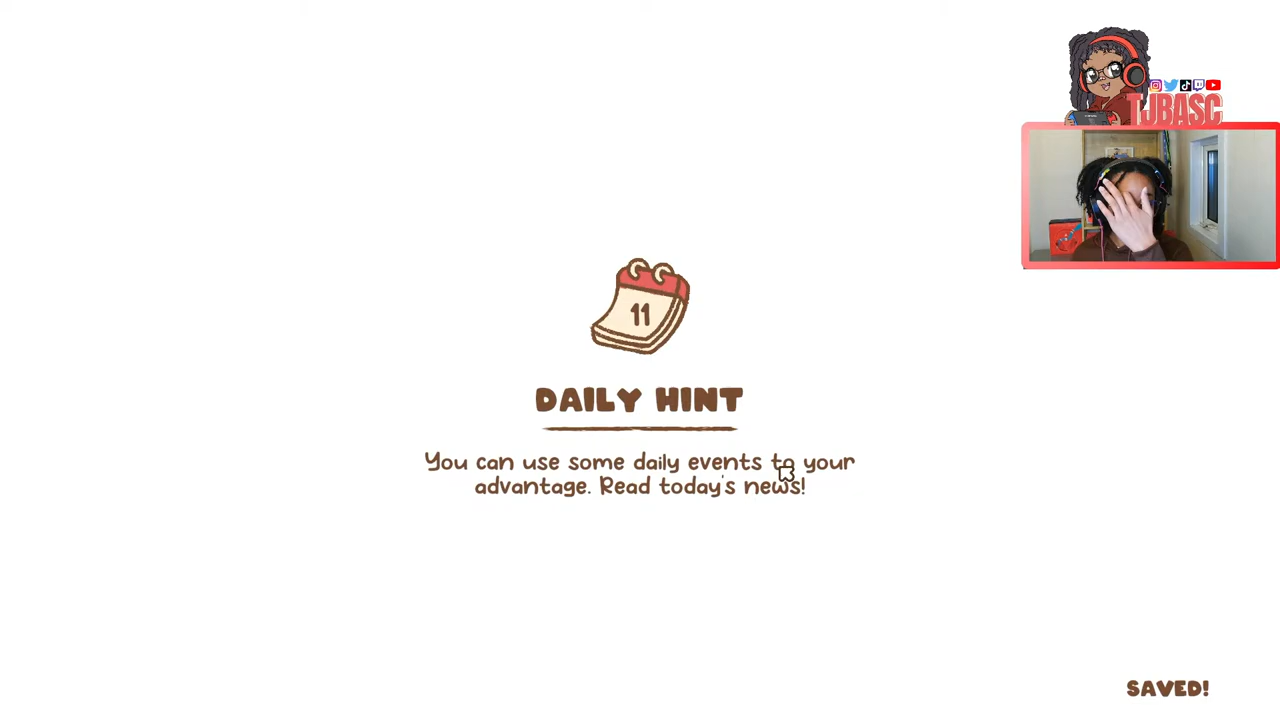 TJBASC
11
DAILY HINT
You can use some daily events to your
advantage. Read today's news!
SAVED!